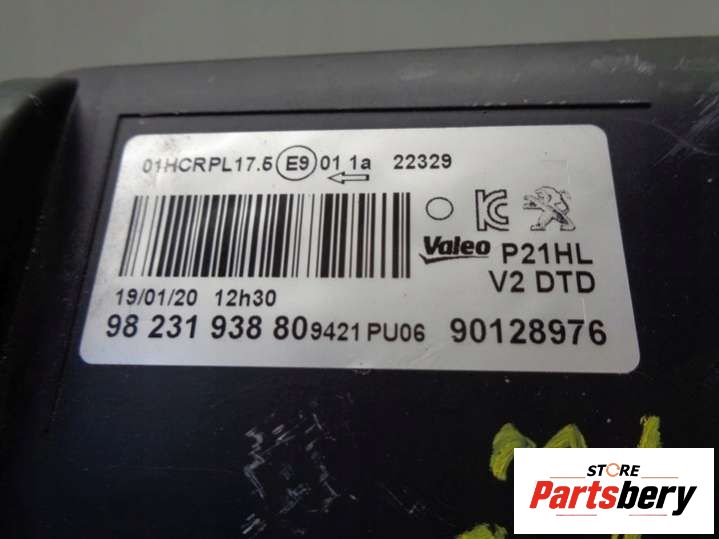 01HCRPL17.5 E9 01 1a 22329
Valeo P21HL
V2 DTD
19/01/20 12h30
98 231 938 80 9421 PU06 90128976
STORE
Partsbery